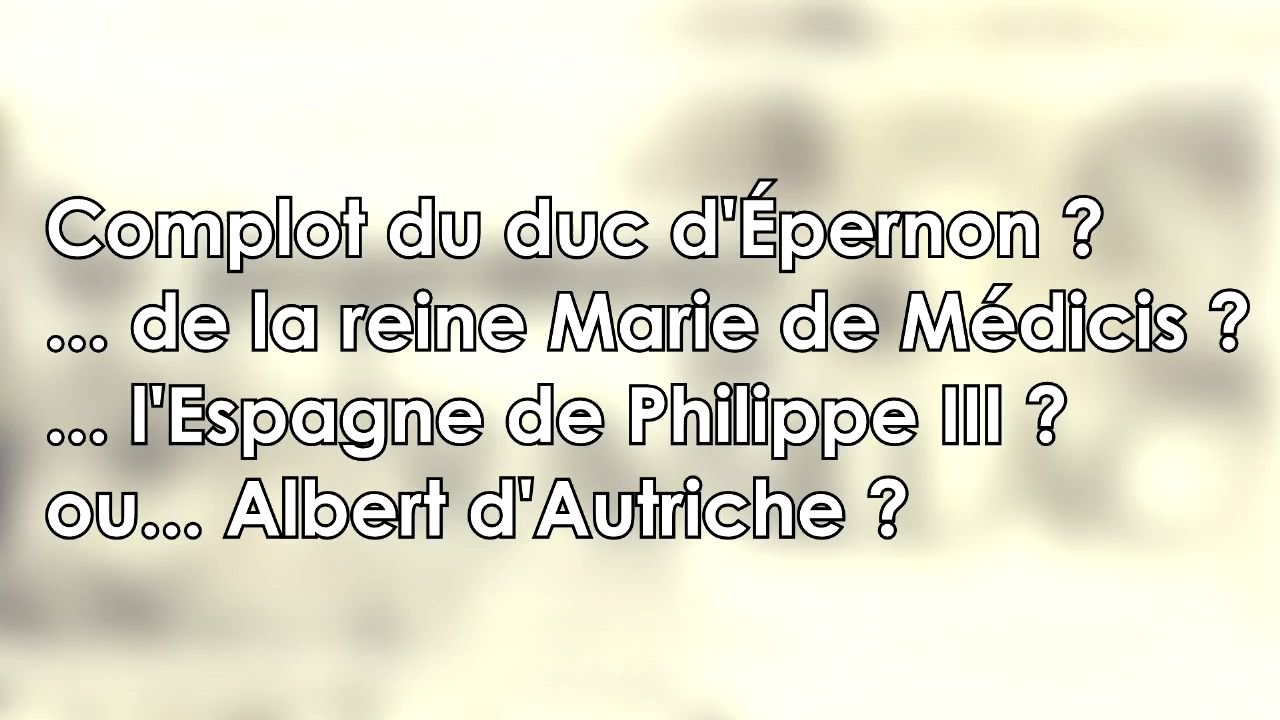 Complot du duc d'Épernon ?
... de la reine Marie de Médicis ?
... l'Espagne de Philippe III ?
ou... Albert d'Autriche ?